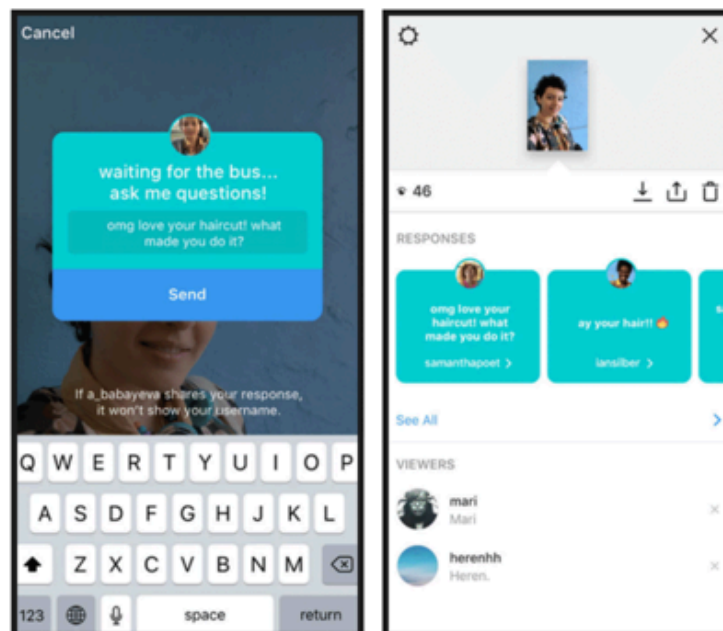 Cancel
waiting for the bus...
ask me questions!
omg love your haircut! what
made you do it?
Send
If a_babayeva shares your response,
it won't show your username.
Q W E R T Y U I O P
A S D F G H J K L
Z X C V B N M
123 space return
46
RESPONSES
omg love your
haircut! what
made you do it?
samanthapoet >
ay your hair!! 🔥
iansilber >
See All
VIEWERS
mari
Mari
herenhh
Heren.